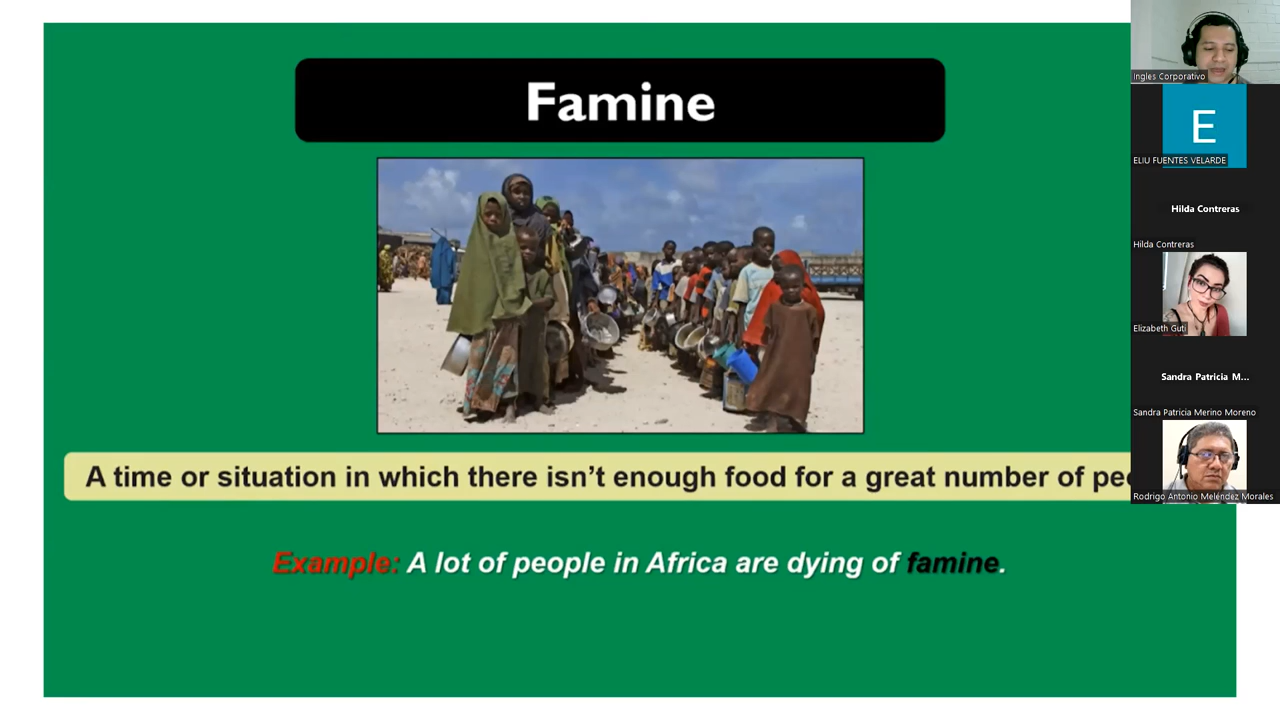 Famine
A time or situation in which there isn't enough food for a great number of
Example: A lot of people in Africa are dying of famine.
Ingles Corporativo
E
ELIU FUENTES VELARDE
Hilda Contreras
Hilda Contreras
Elizabeth Guti
Sandra Patricia M...
Sandra Patricia Merino Moreno
Rodrigo Antonio Meléndez Morales